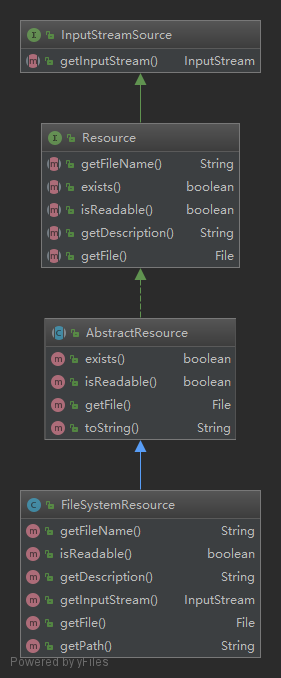 InputStreamSource
getInputStream() InputStream
Resource
getFileName() String
exists() boolean
isReadable() boolean
getDescription() String
getFile() File
AbstractResource
exists() boolean
isReadable() boolean
getFile() File
toString() String
FileSystemResource
getFileName() String
isReadable() boolean
getDescription() String
getInputStream() InputStream
getFile() File
getPath() String
Powered by yFiles